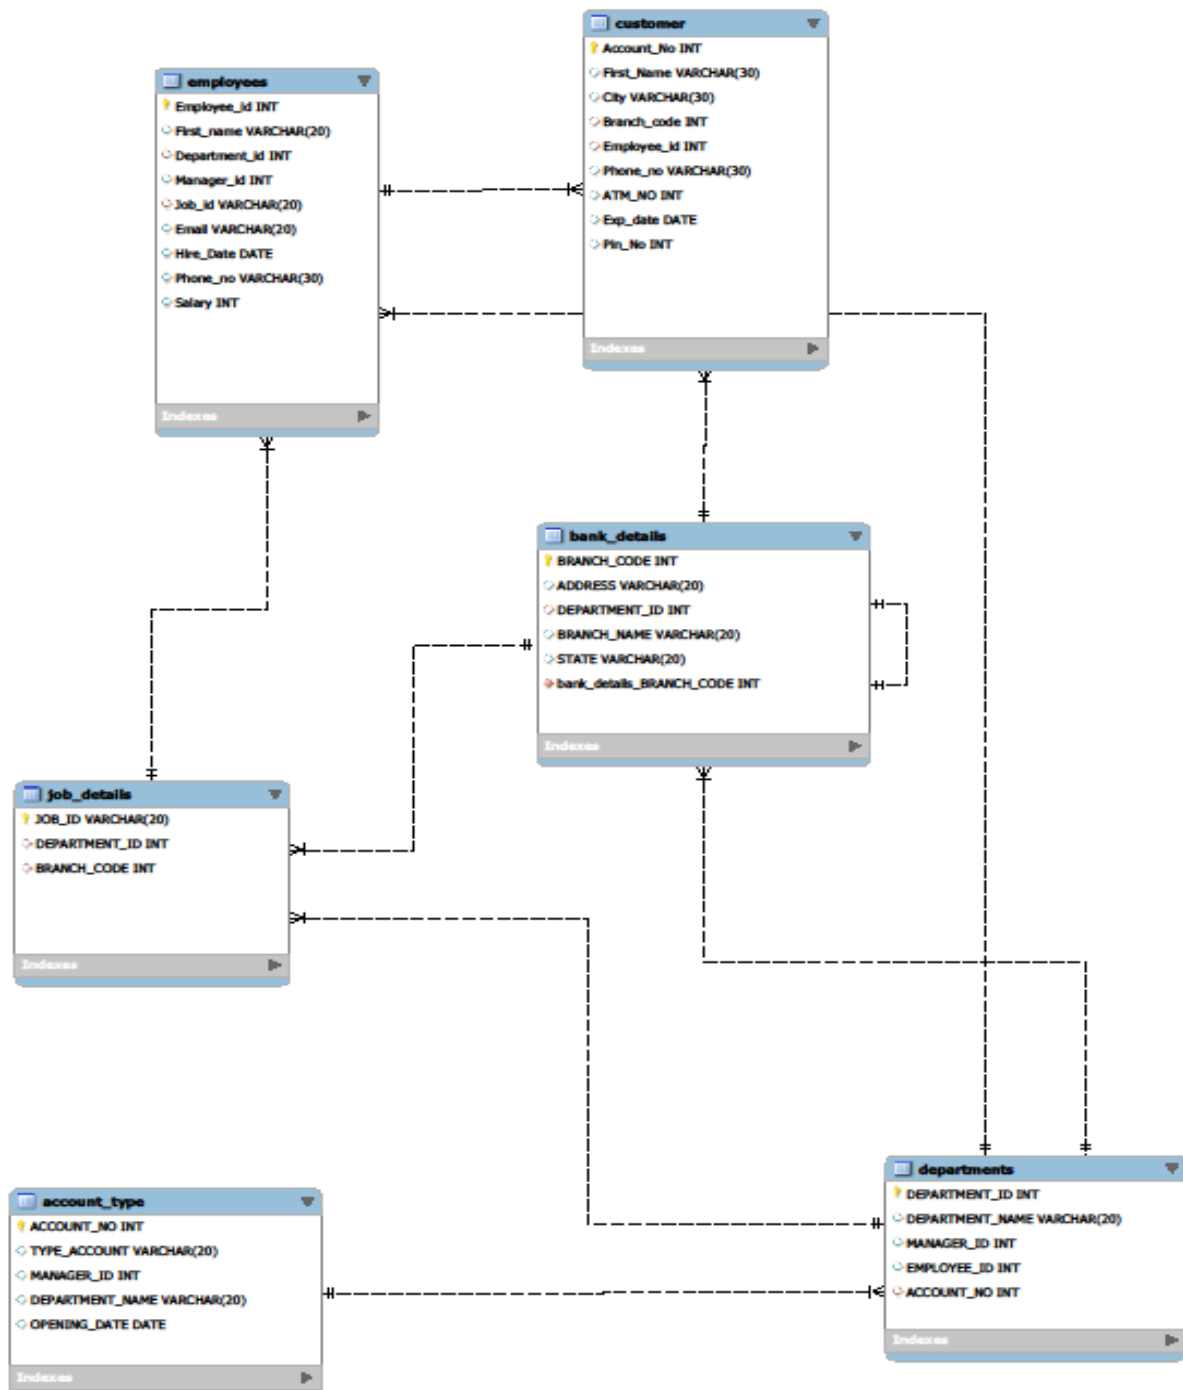 customer
Account_No INT
First_Name VARCHAR(30)
City VARCHAR(30)
Branch_code INT
Employee_id INT
Phone_no VARCHAR(30)
ATM_NO INT
Exp_date DATE
Pin_No INT
Indexes
employees
Employee_id INT
First_name VARCHAR(20)
Department_id INT
Manager_id INT
Job_id VARCHAR(20)
Email VARCHAR(20)
Hire_Date DATE
Phone_no VARCHAR(30)
Salary INT
Indexes
bank_details
BRANCH_CODE INT
ADDRESS VARCHAR(20)
DEPARTMENT_ID INT
BRANCH_NAME VARCHAR(20)
STATE VARCHAR(20)
bank_details_BRANCH_CODE INT
Indexes
job_details
JOB_ID VARCHAR(20)
DEPARTMENT_ID INT
BRANCH_CODE INT
Indexes
departments
DEPARTMENT_ID INT
DEPARTMENT_NAME VARCHAR(20)
MANAGER_ID INT
EMPLOYEE_ID INT
ACCOUNT_NO INT
Indexes
account_type
ACCOUNT_NO INT
TYPE_ACCOUNT VARCHAR(20)
MANAGER_ID INT
DEPARTMENT_NAME VARCHAR(20)
OPENING_DATE DATE
Indexes